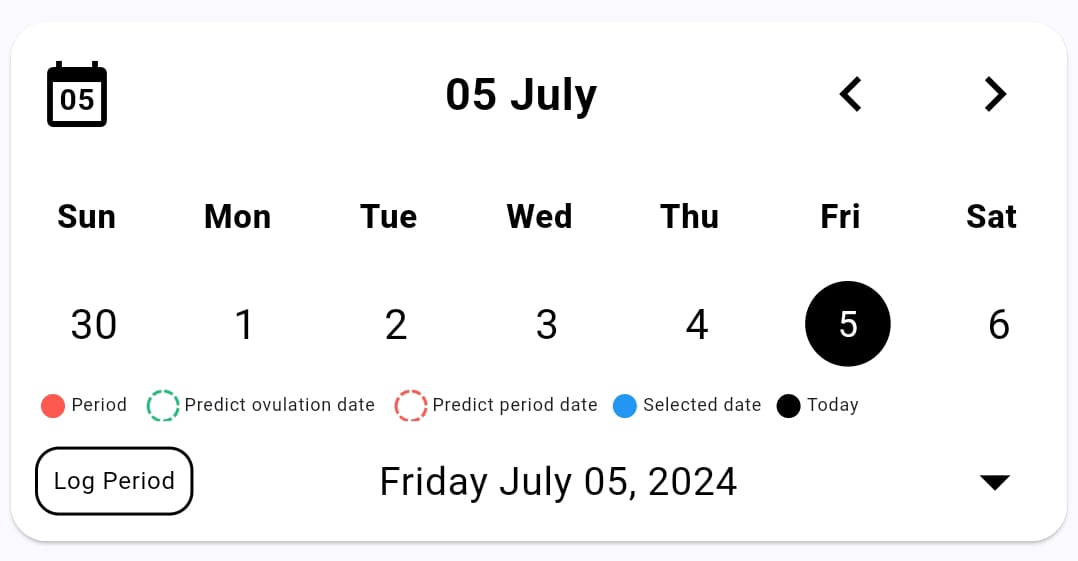 05 05 July
Sun Mon Tue Wed Thu Fri Sat
30 1 2 3 4 5 6
Period Predict ovulation date Predict period date Selected date Today
Log Period Friday July 05, 2024